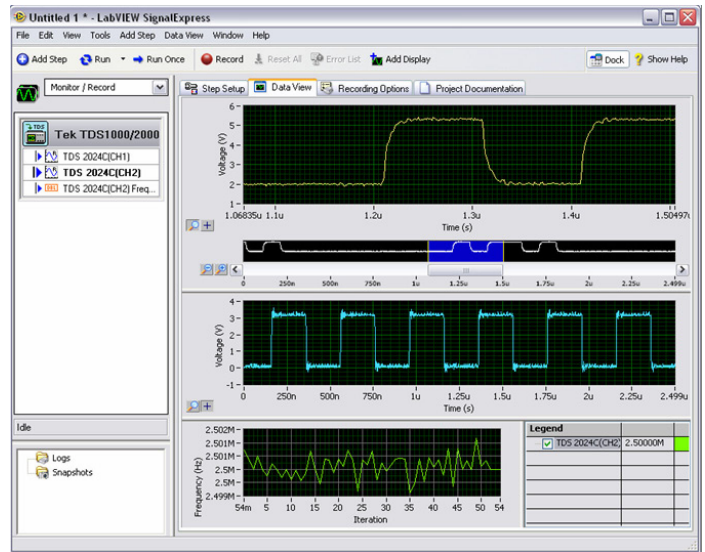 Untitled 1 * - LabVIEW SignalExpress
File Edit View Tools Add Step Data View Window Help
Add Step Run Run Once Record Reset All Error List Add Display Dock Show Help
Monitor / Record
Step Setup Data View Recording Options Project Documentation
TDS
Tek TDS1000/2000
TDS 2024C(CH1)
TDS 2024C(CH2)
TDS 2024C(CH2) Freq...
6
5
4
3
2
1
Voltage (V)
1.06835u 1.1u 1.2u 1.3u 1.4u 1.50497u
Time (s)
0 250n 500n 750n 1u 1.25u 1.5u 1.75u 2u 2.25u 2.499u
4
3
2
1
0
-1
Voltage (V)
0 250n 500n 750n 1u 1.25u 1.5u 1.75u 2u 2.25u 2.499u
Time (s)
Idle
Logs
Snapshots
2.502M
2.501M
2.501M
2.5M
2.5M
2.499M
Frequency (Hz)
54m 5 10 15 20 25 30 35 40 45 50 54
Iteration
Legend
TDS 2024C(CH2) 2.50000M